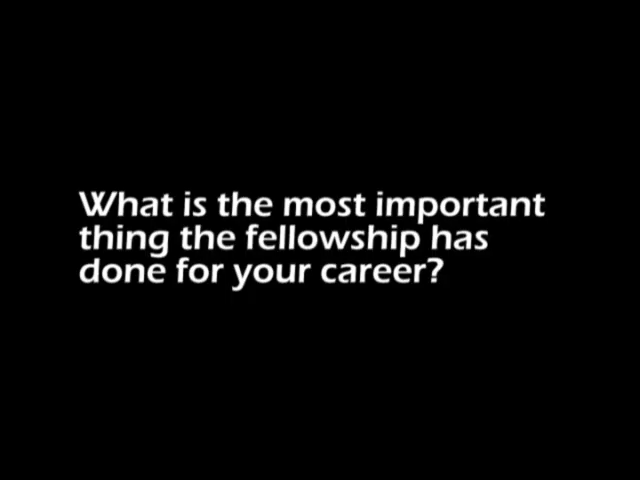 What is the most important
thing the fellowship has
done for your career?